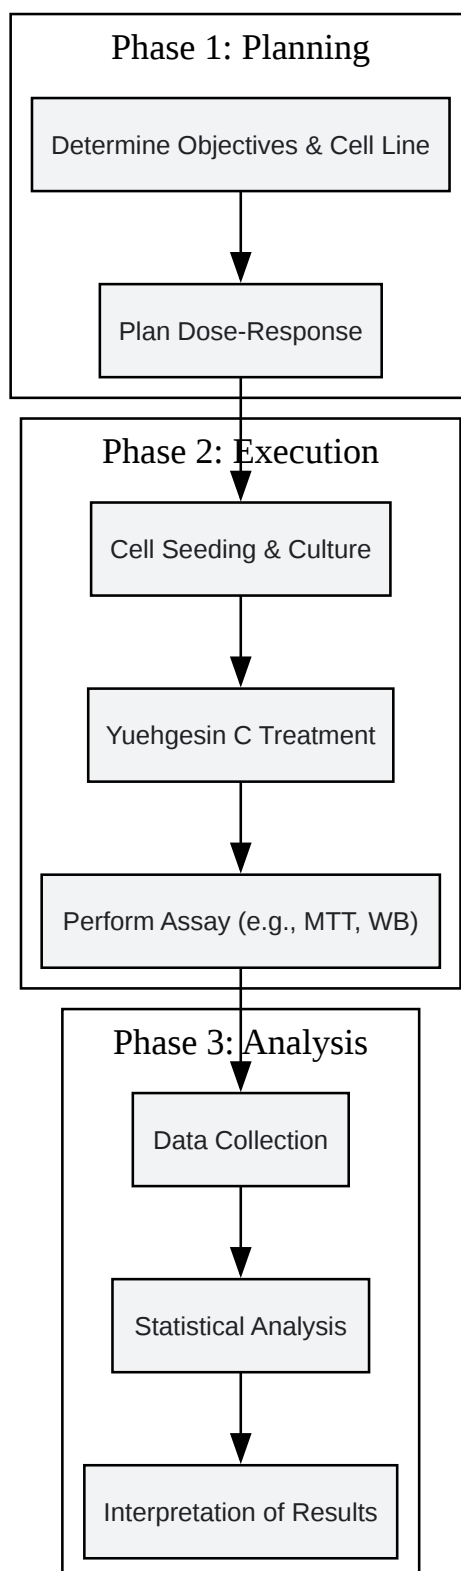 Phase 1: Planning
Determine Objectives & Cell Line
Plan Dose-Response
Phase 2: Execution
Cell Seeding & Culture
Yuehgesin C Treatment
Perform Assay (e.g., MTT, WB)
Phase 3: Analysis
Data Collection
Statistical Analysis
Interpretation of Results